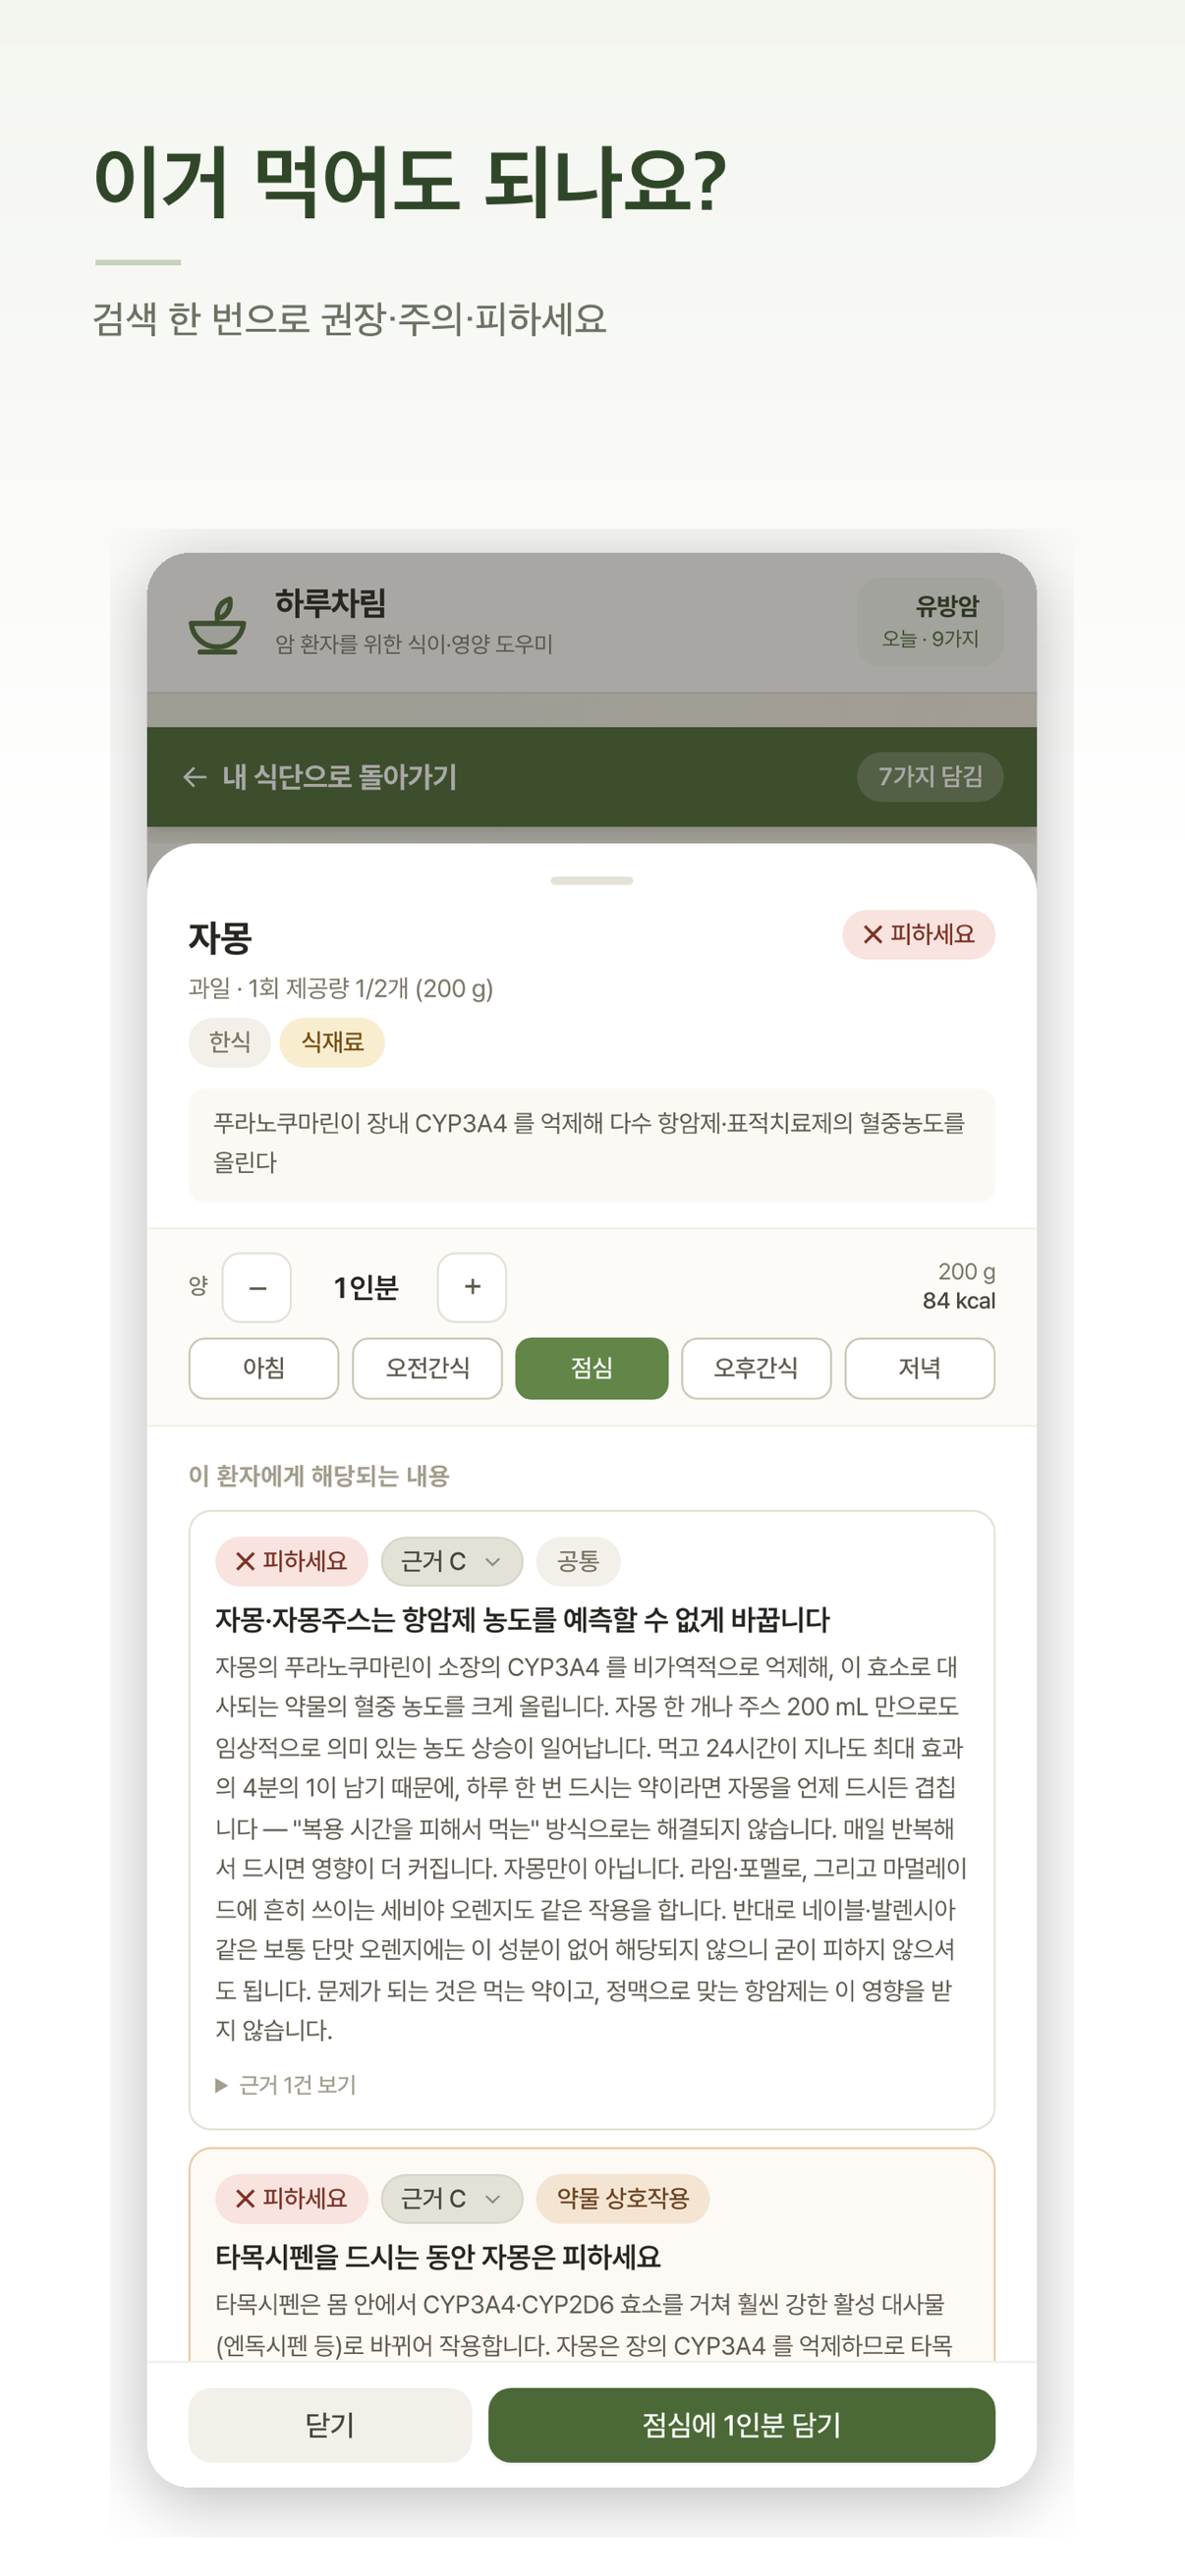 이거 먹어도 되나요?
검색 한 번으로 권장·주의·피하세요
하루차림
암 환자를 위한 식이·영양 도우미
유방암
오늘 · 9가지
← 내 식단으로 돌아가기
7가지 담김
자몽
✕ 피하세요
과일 · 1회 제공량 1/2개 (200 g)
한식
식재료
푸라노쿠마린이 장내 CYP3A4 를 억제해 다수 항암제·표적치료제의 혈중농도를
올린다
양
−
1인분
+
200 g
84 kcal
아침
오전간식
점심
오후간식
저녁
이 환자에게 해당되는 내용
✕ 피하세요
근거 C
공통
자몽·자몽주스는 항암제 농도를 예측할 수 없게 바꿉니다
자몽의 푸라노쿠마린이 소장의 CYP3A4 를 비가역적으로 억제해, 이 효소로 대
사되는 약물의 혈중 농도를 크게 올립니다. 자몽 한 개나 주스 200 mL 만으로도
임상적으로 의미 있는 농도 상승이 일어납니다. 먹고 24시간이 지나도 최대 효과
의 4분의 1이 남기 때문에, 하루 한 번 드시는 약이라면 자몽을 언제 드시든 겹칩
니다 — "복용 시간을 피해서 먹는" 방식으로는 해결되지 않습니다. 매일 반복해
서 드시면 영향이 더 커집니다. 자몽만이 아닙니다. 라임·포멜로, 그리고 마멀레이
드에 흔히 쓰이는 세비야 오렌지도 같은 작용을 합니다. 반대로 네이블·발렌시아
같은 보통 단맛 오렌지에는 이 성분이 없어 해당되지 않으니 굳이 피하지 않으셔
도 됩니다. 문제가 되는 것은 먹는 약이고, 정맥으로 맞는 항암제는 이 영향을 받
지 않습니다.
▶ 근거 1건 보기
✕ 피하세요
근거 C
약물 상호작용
타목시펜을 드시는 동안 자몽은 피하세요
타목시펜은 몸 안에서 CYP3A4·CYP2D6 효소를 거쳐 훨씬 강한 활성 대사물
(엔독시펜 등)로 바뀌어 작용합니다. 자몽은 장의 CYP3A4 를 억제하므로 타목
닫기
점심에 1인분 담기